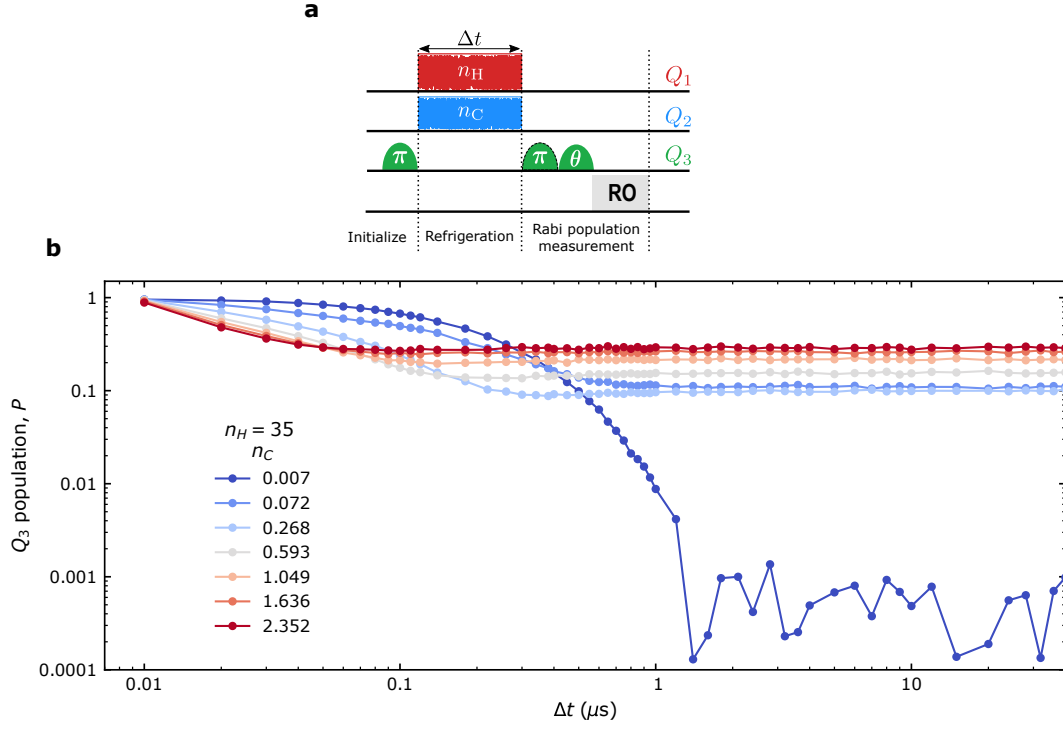 a
Δt
n_H
Q_1
n_C
Q_2
π
π
θ
Q_3
RO
Initialize
Refrigeration
Rabi population
measurement
b
1
0.1
0.01
0.001
0.0001
Q_3 population, P
n_H = 35
n_C
0.007
0.072
0.268
0.593
1.049
1.636
2.352
0.01
0.1
1
10
Δt (μs)